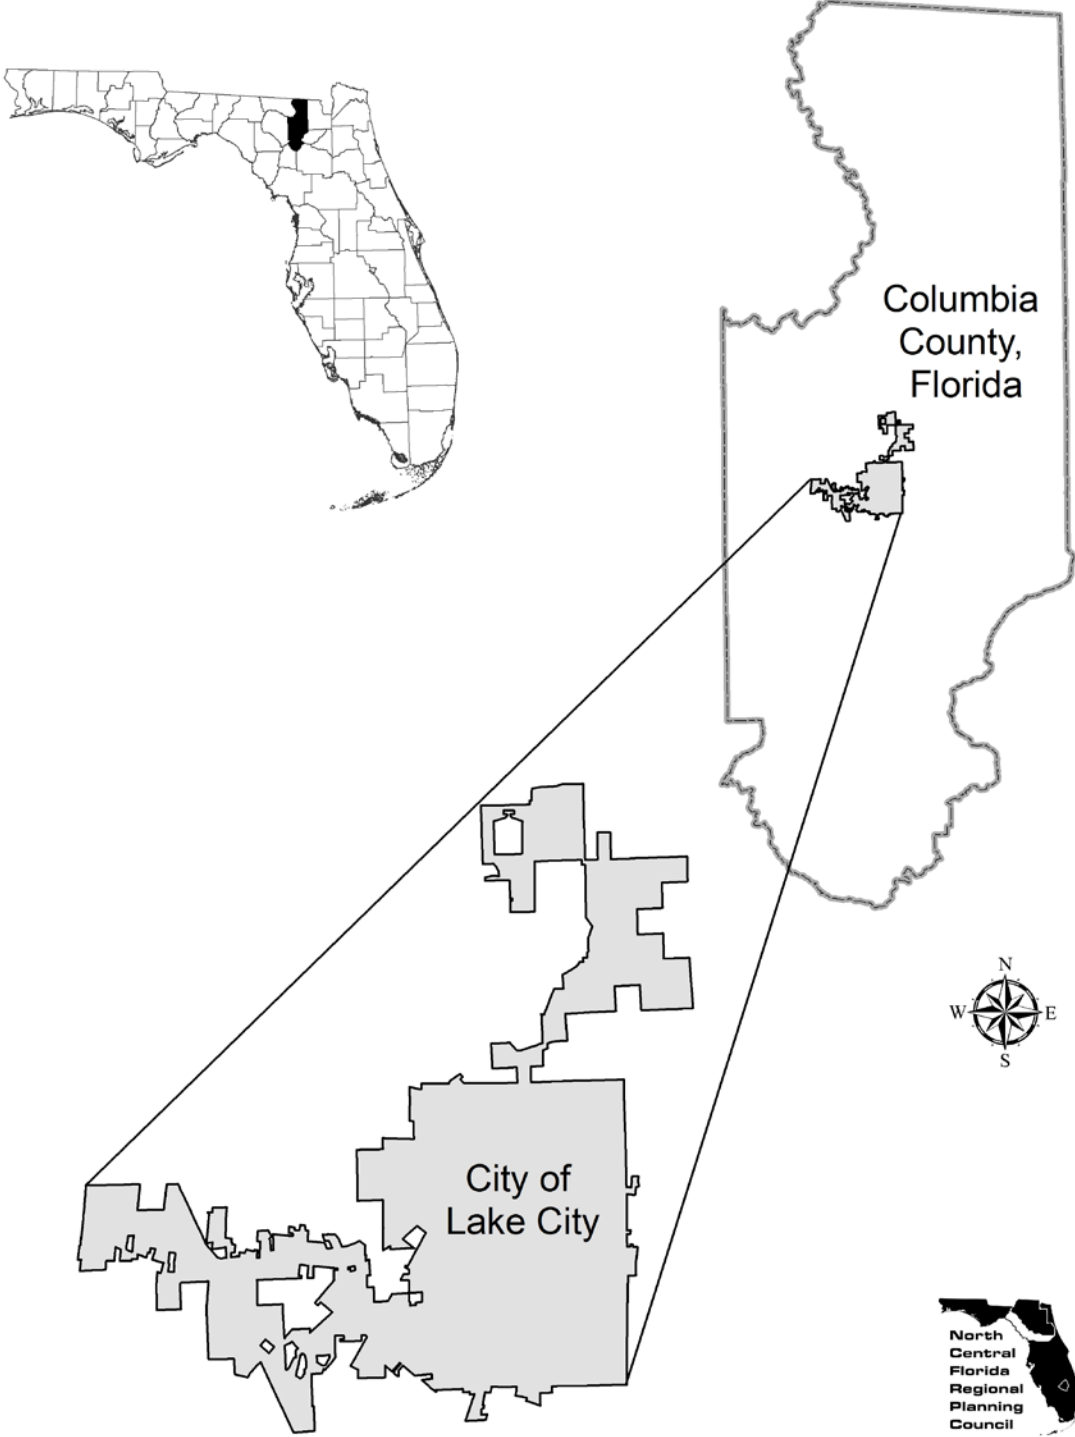 Columbia
County,
Florida
City of
Lake City
N
W E
S
North
Central
Florida
Regional
Planning
Council